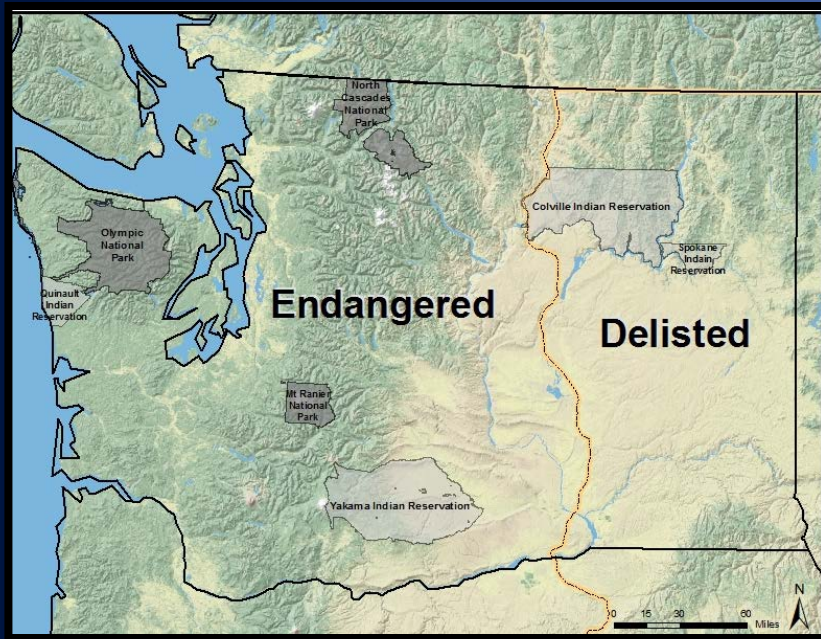 North
Cascades
National
Park
Colville Indian Reservation
Olympic
National
Park
Spokane
Indain
Reservation
Quinault
Indian
Reservation
Endangered
Delisted
Mt Ranier
National
Park
Yakama Indian Reservation
N
0 15 30 60
Miles